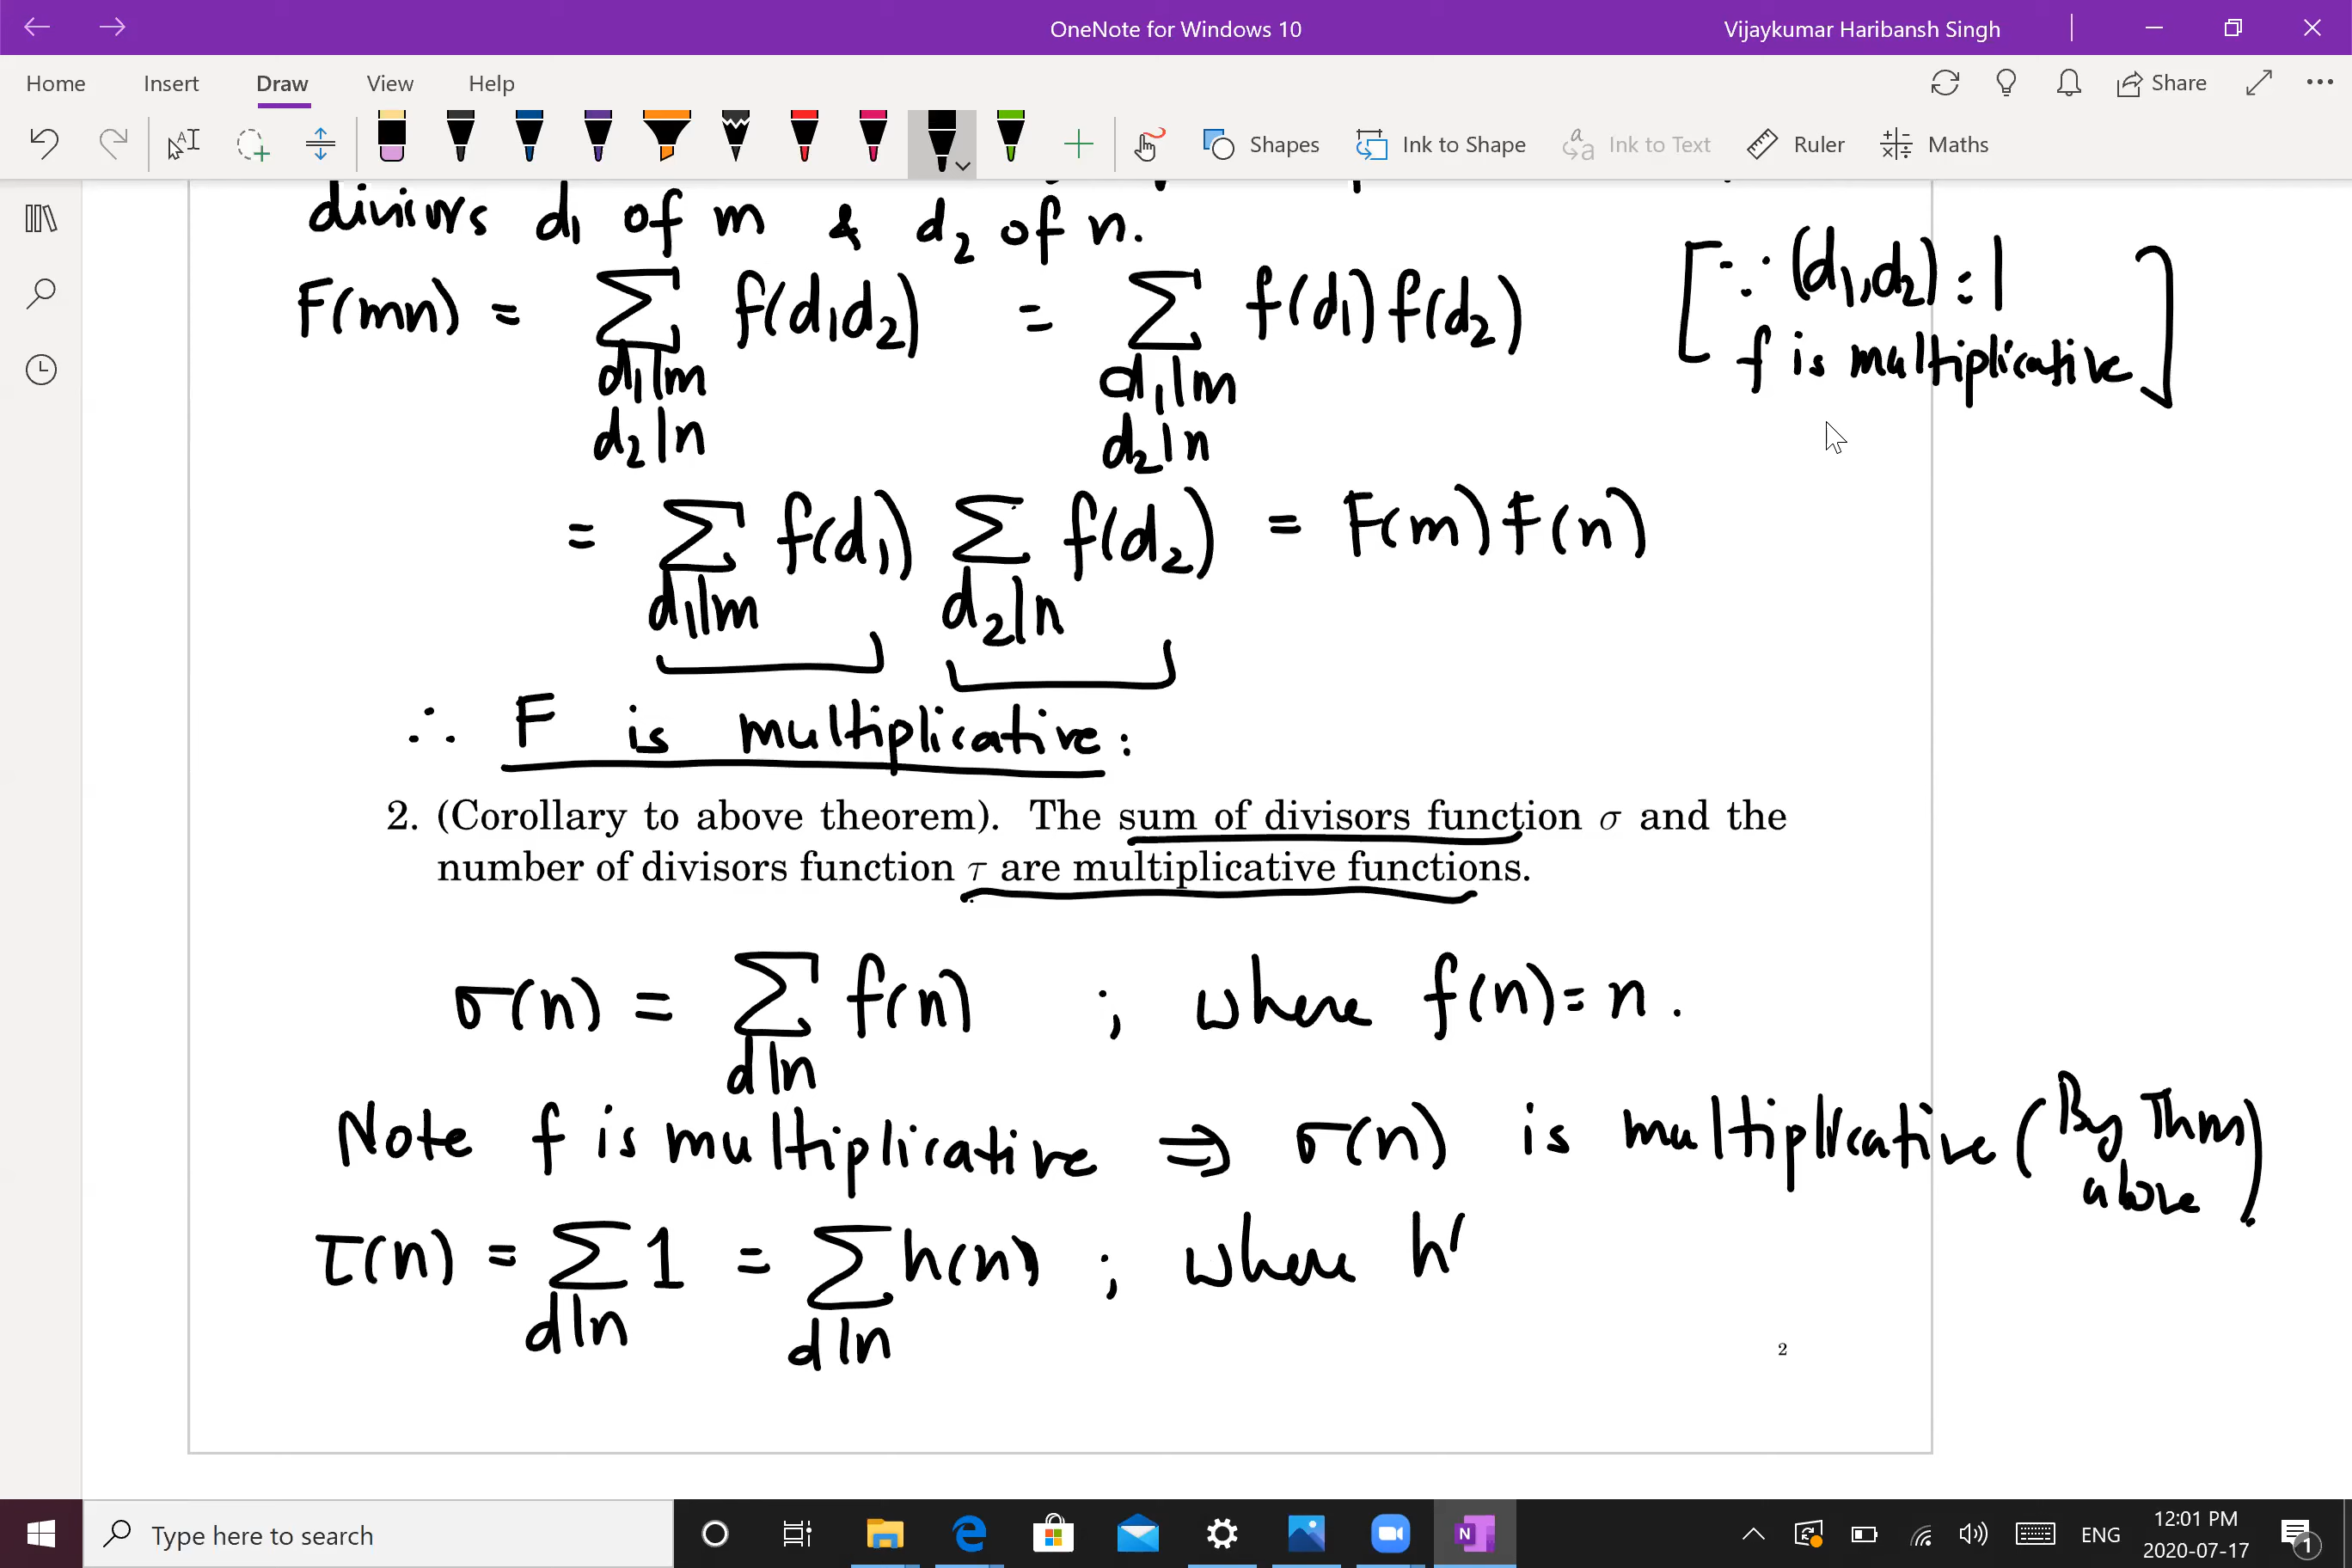 OneNote for Windows 10
Vijaykumar Haribansh Singh
Home Insert Draw View Help
Share
Shapes Ink to Shape Ink to Text Ruler Maths
divisors d₁ of m & d₂ of n.
F(mn) = ∑ f(d₁d₂) = ∑ f(d₁) f(d₂) [∵ (d₁,d₂) = 1
d₁|m d₁|m f is multiplicative]
d₂|n d₂|n
= ∑ f(d₁) ∑ f(d₂) = F(m) F(n)
d₁|m d₂|n
∴ F is multiplicative.
2. (Corollary to above theorem). The sum of divisors function σ and the
number of divisors function τ are multiplicative functions.
σ(n) = ∑ f(n) ; where f(n) = n.
d|n
Note f is multiplicative ⇒ σ(n) is multiplicative (By Thm
above)
τ(n) = ∑ 1 = ∑ h(n) ; where h(
d|n d|n
2
Type here to search
ENG
12:01 PM
2020-07-17
1